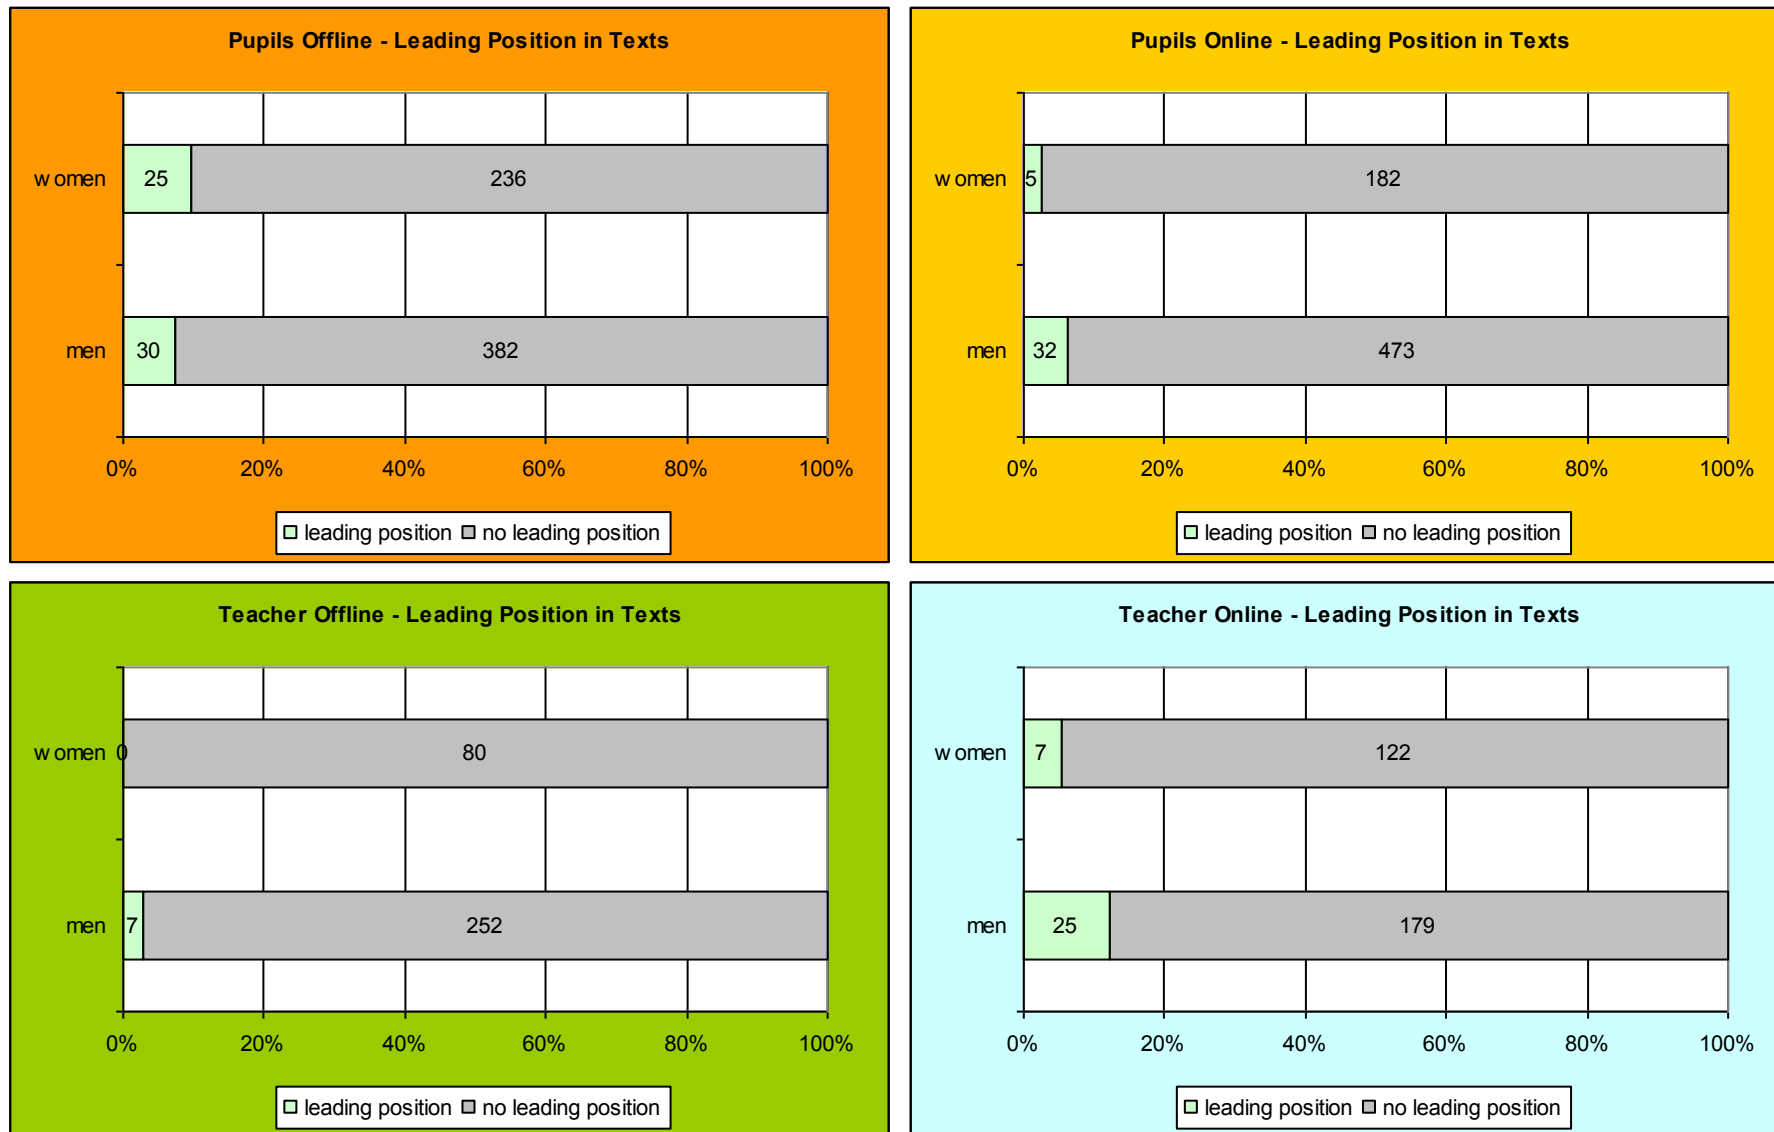 Pupils Offline - Leading Position in Texts
women 25 236
men 30 382
0% 20% 40% 60% 80% 100%
leading position no leading position
Pupils Online - Leading Position in Texts
women 5 182
men 32 473
0% 20% 40% 60% 80% 100%
leading position no leading position
Teacher Offline - Leading Position in Texts
women 0 80
men 7 252
0% 20% 40% 60% 80% 100%
leading position no leading position
Teacher Online - Leading Position in Texts
women 7 122
men 25 179
0% 20% 40% 60% 80% 100%
leading position no leading position